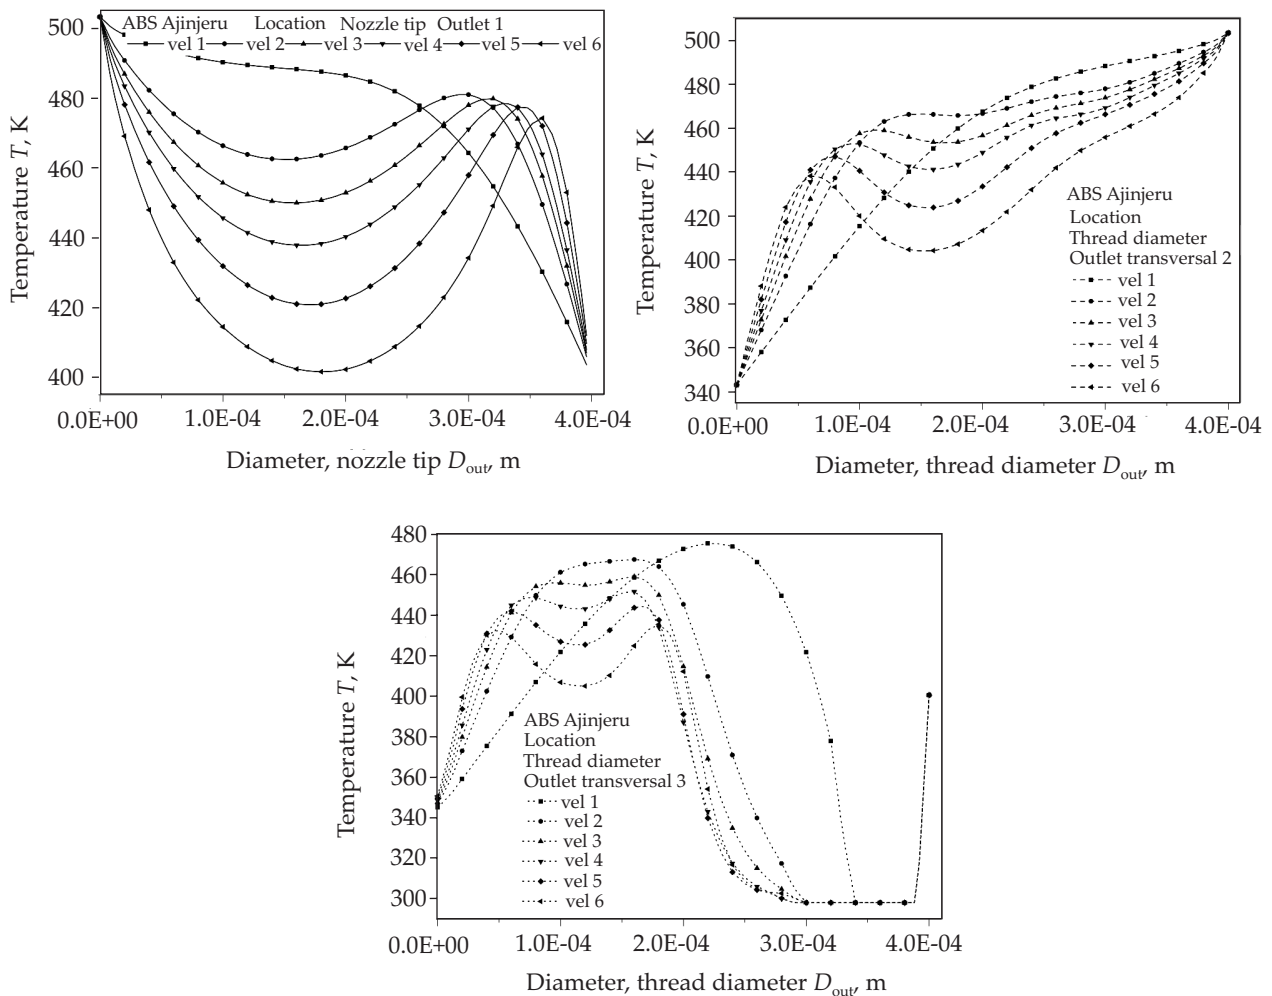 Temperature T, K
500
480
460
440
420
400
ABS Ajinjeru Location Nozzle tip Outlet 1
vel 1 vel 2 vel 3 vel 4 vel 5 vel 6
0.0E+00 1.0E-04 2.0E-04 3.0E-04 4.0E-04
Diameter, nozzle tip Dout, m
Temperature T, K
500
480
460
440
420
400
380
360
340
ABS Ajinjeru
Location
Thread diameter
Outlet transversal 2
vel 1
vel 2
vel 3
vel 4
vel 5
vel 6
0.0E+00 1.0E-04 2.0E-04 3.0E-04 4.0E-04
Diameter, thread diameter Dout, m
Temperature T, K
480
460
440
420
400
380
360
340
320
300
ABS Ajinjeru
Location
Thread diameter
Outlet transversal 3
vel 1
vel 2
vel 3
vel 4
vel 5
vel 6
0.0E+00 1.0E-04 2.0E-04 3.0E-04 4.0E-04
Diameter, thread diameter Dout, m